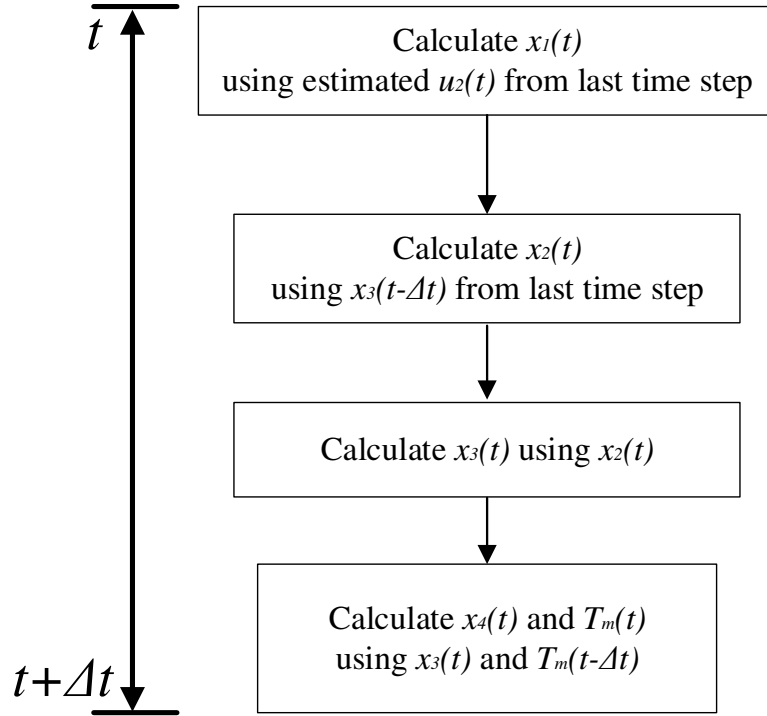 t
Calculate x₁(t)
using estimated u₂(t) from last time step
Calculate x₂(t)
using x₃(t-Δt) from last time step
Calculate x₃(t) using x₂(t)
Calculate x₄(t) and Tₘ(t)
using x₃(t) and Tₘ(t-Δt)
t+Δt